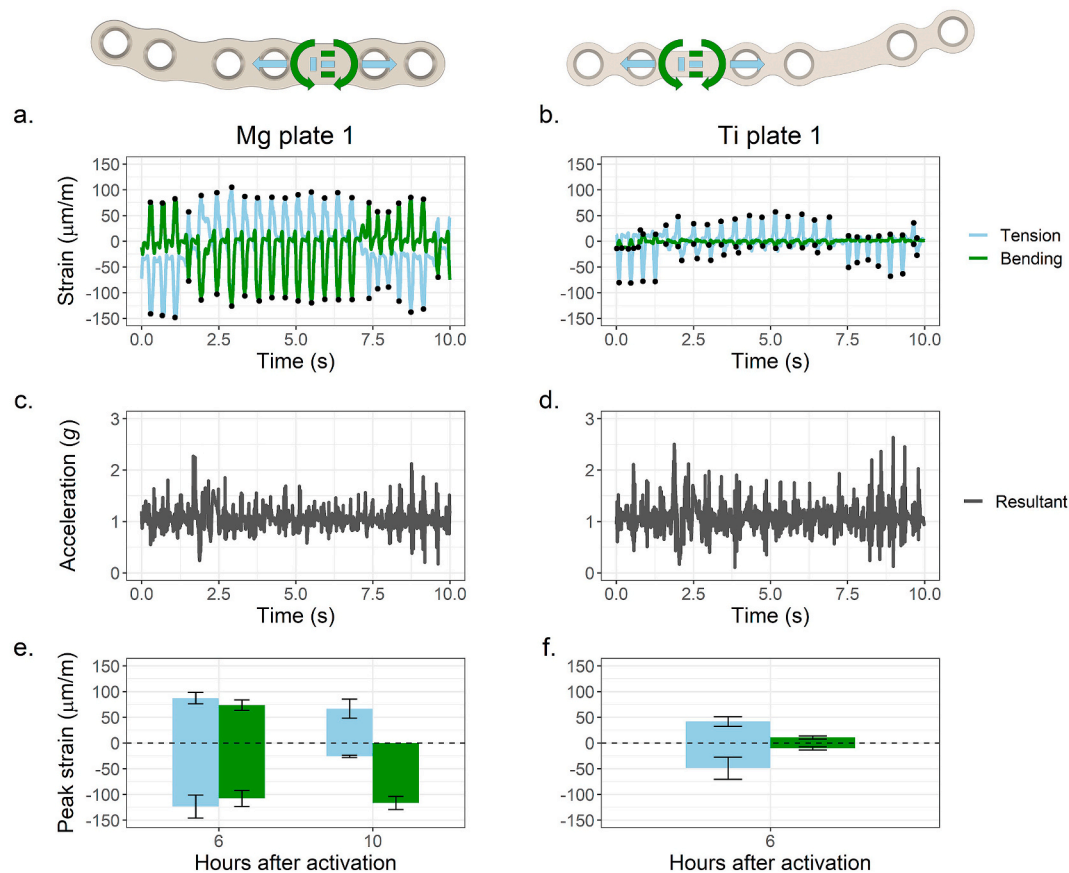 a.
Mg plate 1
b.
Ti plate 1
Strain (μm/m)
150
100
50
0
-50
-100
-150
0.0 2.5 5.0 7.5 10.0
Time (s)
150
100
50
0
-50
-100
-150
0.0 2.5 5.0 7.5 10.0
Time (s)
Tension
Bending
c.
d.
Acceleration (g)
3
2
1
0
0.0 2.5 5.0 7.5 10.0
Time (s)
3
2
1
0
0.0 2.5 5.0 7.5 10.0
Time (s)
Resultant
e.
f.
Peak strain (μm/m)
150
100
50
0
-50
-100
-150
6 10
Hours after activation
150
100
50
0
-50
-100
-150
6
Hours after activation